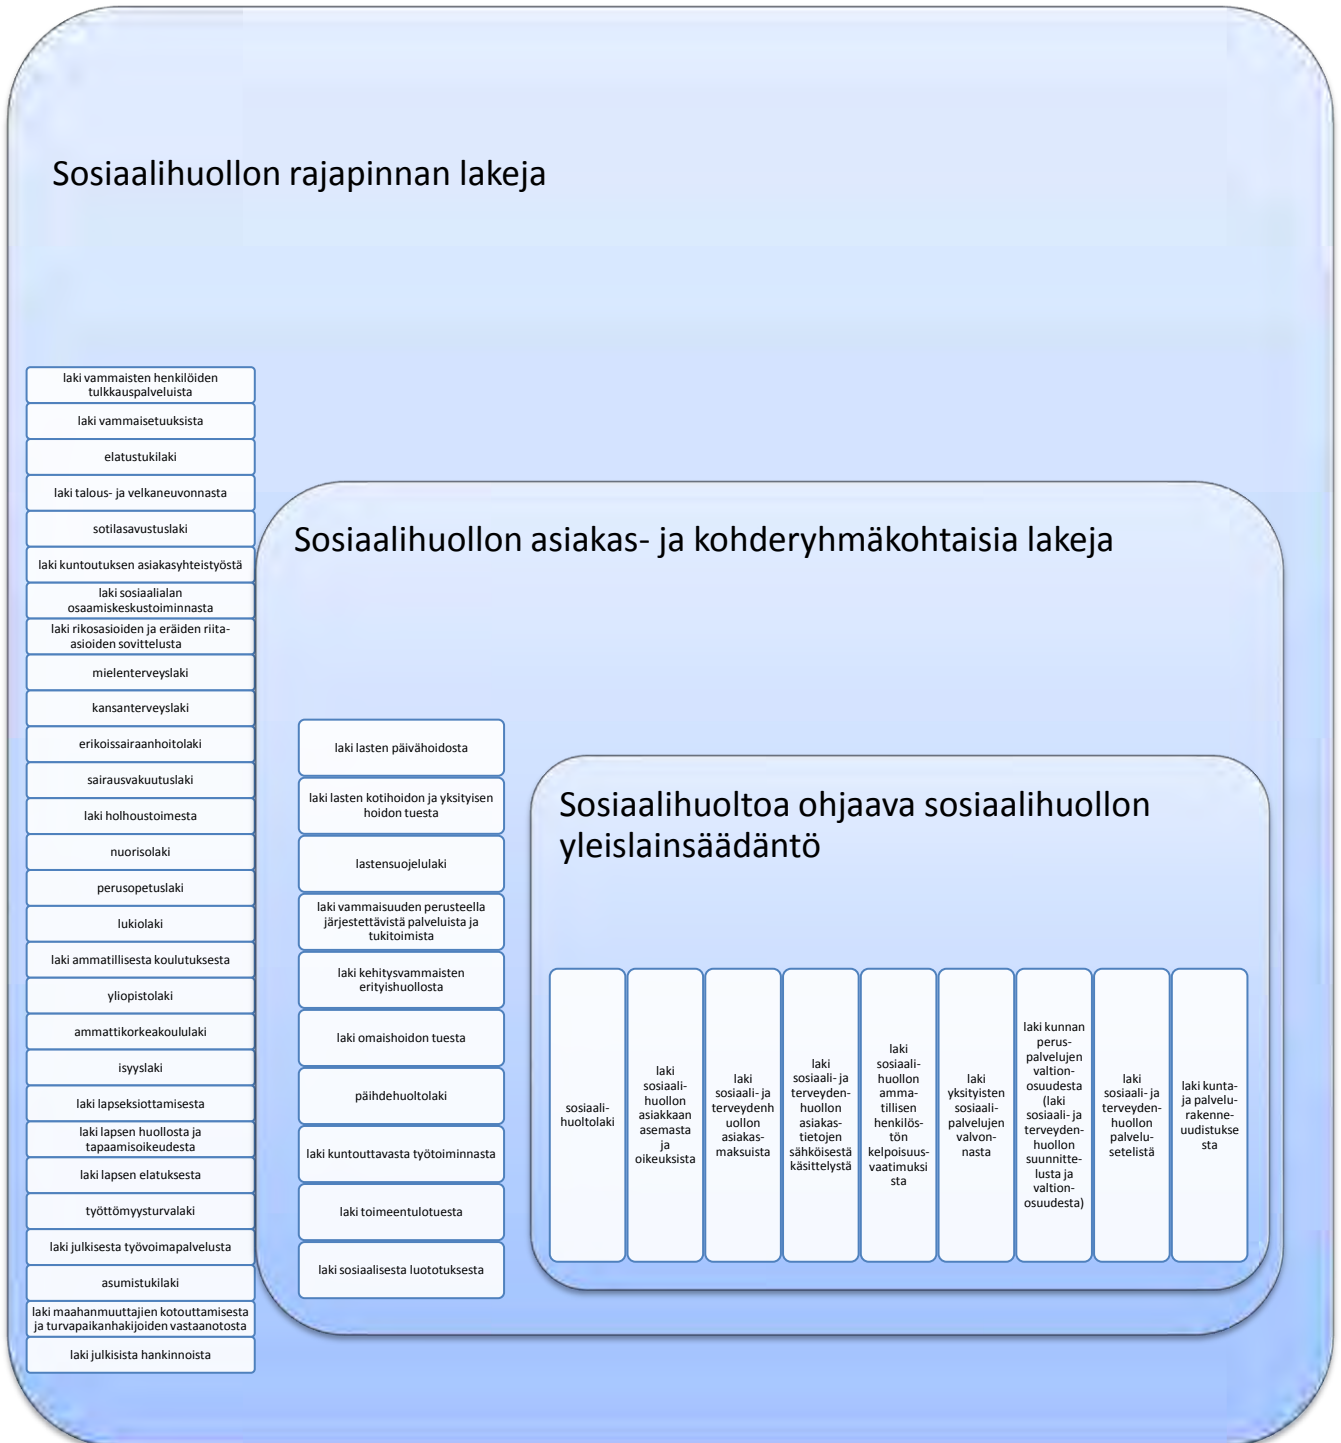 Sosiaalihuollon rajapinnan lakeja
laki vammaisten henkilöiden
tulkkauspalveluista
laki vammaisetuuksista
elatustukilaki
laki talous- ja velkaneuvonnasta
sotilasavustuslaki
laki kuntoutuksen asiakasyhteistyöstä
laki sosiaalialan
osaamiskeskustoiminnasta
laki rikosasioiden ja eräiden riita-
asioiden sovittelusta
mielenterveyslaki
kansanterveyslaki
erikoissairaanhoitolaki
sairausvakuutuslaki
laki holhoustoimesta
nuorisolaki
perusopetuslaki
lukiolaki
laki ammatillisesta koulutuksesta
yliopistolaki
ammattikorkeakoululaki
isyyslaki
laki lapseksiottamisesta
laki lapsen huollosta ja
tapaamisoikeudesta
laki lapsen elatuksesta
työttömyysturvalaki
laki julkisesta työvoimapalvelusta
asumistukilaki
laki maahanmuuttajien kotouttamisesta
ja turvapaikanhakijoiden vastaanotosta
laki julkisista hankinnoista
Sosiaalihuollon asiakas- ja kohderyhmäkohtaisia lakeja
laki lasten päivähoidosta
laki lasten kotihoidon ja yksityisen
hoidon tuesta
lastensuojelulaki
laki vammaisuuden perusteella
järjestettävistä palveluista ja
tukitoimista
laki kehitysvammaisten
erityishuollosta
laki omaishoidon tuesta
päihdehuoltolaki
laki kuntouttavasta työtoiminnasta
laki toimeentulotuesta
laki sosiaalisesta luototuksesta
Sosiaalihuoltoa ohjaava sosiaalihuollon
yleislainsäädäntö
sosiaali-
huoltolaki
laki
sosiaali-
huollon
asiakkaan
asemasta
ja
oikeuksista
laki
sosiaali- ja
terveydenh
uollon
asiakas-
maksuista
laki
sosiaali- ja
terveyden-
huollon
asiakas-
tietojen
sähköisestä
käsittelystä
laki
sosiaali-
huollon
amma-
tillisen
henkilös-
tön
kelpoisuus-
vaatimuksi
sta
laki
yksityisten
sosiaali-
palvelujen
valvon-
nasta
laki kunnan
perus-
palvelujen
valtion-
osuudesta
(laki
sosiaali- ja
terveyden-
huollon
suunnitte-
lusta ja
valtion-
osuudesta)
laki
sosiaali- ja
terveyden-
huollon
palvelu-
setelistä
laki kunta-
ja palvelu-
rakenne-
uudistukse
sta